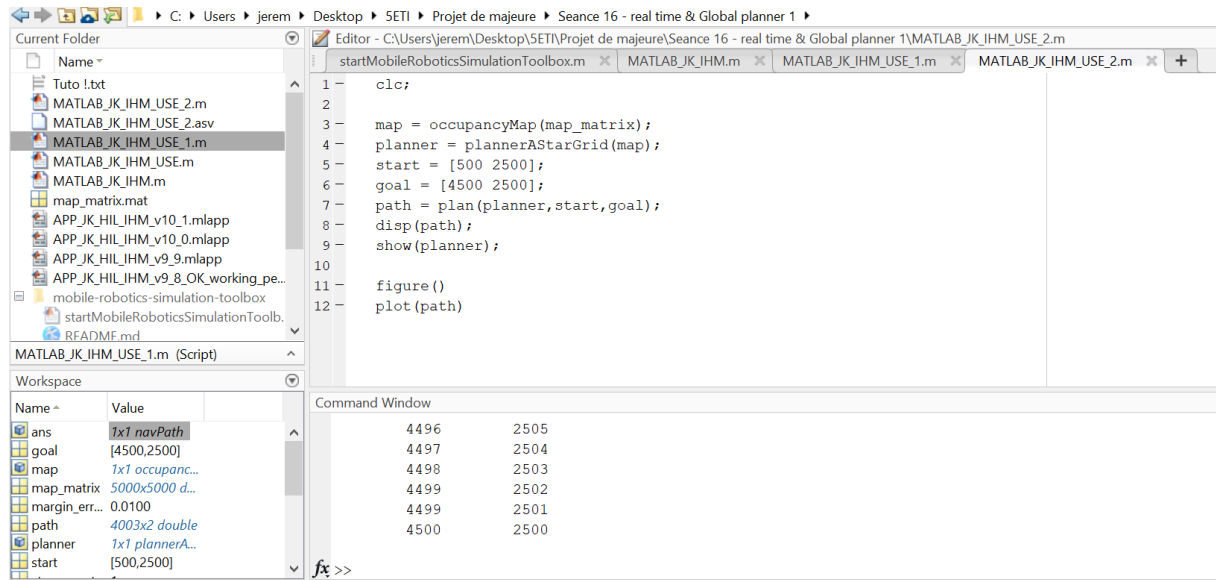 C: Users jerem Desktop 5ETI Projet de majeure Seance 16 - real time & Global planner 1
Current Folder
Name
Tuto !.txt
MATLAB_JK_IHM_USE_2.m
MATLAB_JK_IHM_USE_2.asv
MATLAB_JK_IHM_USE_1.m
MATLAB_JK_IHM_USE.m
MATLAB_JK_IHM.m
map_matrix.mat
APP_JK_HIL_IHM_v10_1.mlapp
APP_JK_HIL_IHM_v10_0.mlapp
APP_JK_HIL_IHM_v9_9.mlapp
APP_JK_HIL_IHM_v9_8_OK_working_pe...
mobile-robotics-simulation-toolbox
startMobileRoboticsSimulationToolb.
README.md
MATLAB_JK_IHM_USE_1.m (Script)
Workspace
Name Value
ans 1x1 navPath
goal [4500,2500]
map 1x1 occupanc...
map_matrix 5000x5000 d...
margin_err... 0.0100
path 4003x2 double
planner 1x1 plannerA...
start [500,2500]
Editor - C:\Users\jerem\Desktop\5ETI\Projet de majeure\Seance 16 - real time & Global planner 1\MATLAB_JK_IHM_USE_2.m
startMobileRoboticsSimulationToolbox.m MATLAB_JK_IHM.m MATLAB_JK_IHM_USE_1.m MATLAB_JK_IHM_USE_2.m +
1 clc;
2
3 map = occupancyMap(map_matrix);
4 planner = plannerAStarGrid(map);
5 start = [500 2500];
6 goal = [4500 2500];
7 path = plan(planner,start,goal);
8 disp(path);
9 show(planner);
10
11 figure()
12 plot(path)
Command Window
4496 2505
4497 2504
4498 2503
4499 2502
4499 2501
4500 2500
fx >>